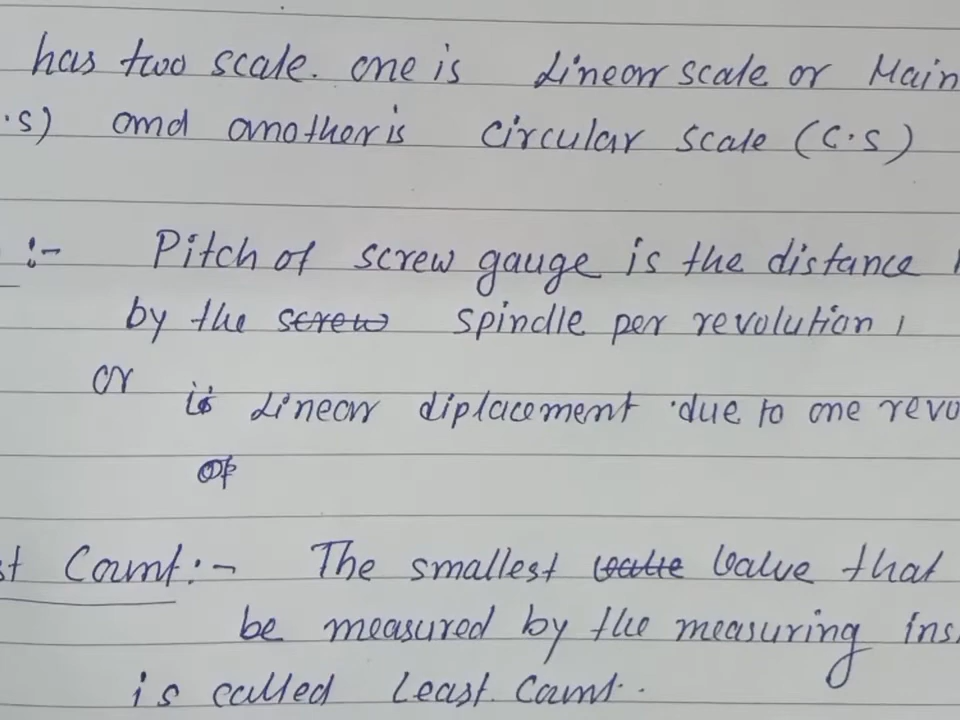 has two scale. one is Linear scale or Main
.S) and another is circular scale (C.S)
:- Pitch of screw gauge is the distance
by the screw spindle per revolution,
or is Linear diplacement due to one revo
of
st Count:- The smallest value that
be measured by the measuring ins
is called Least Count.